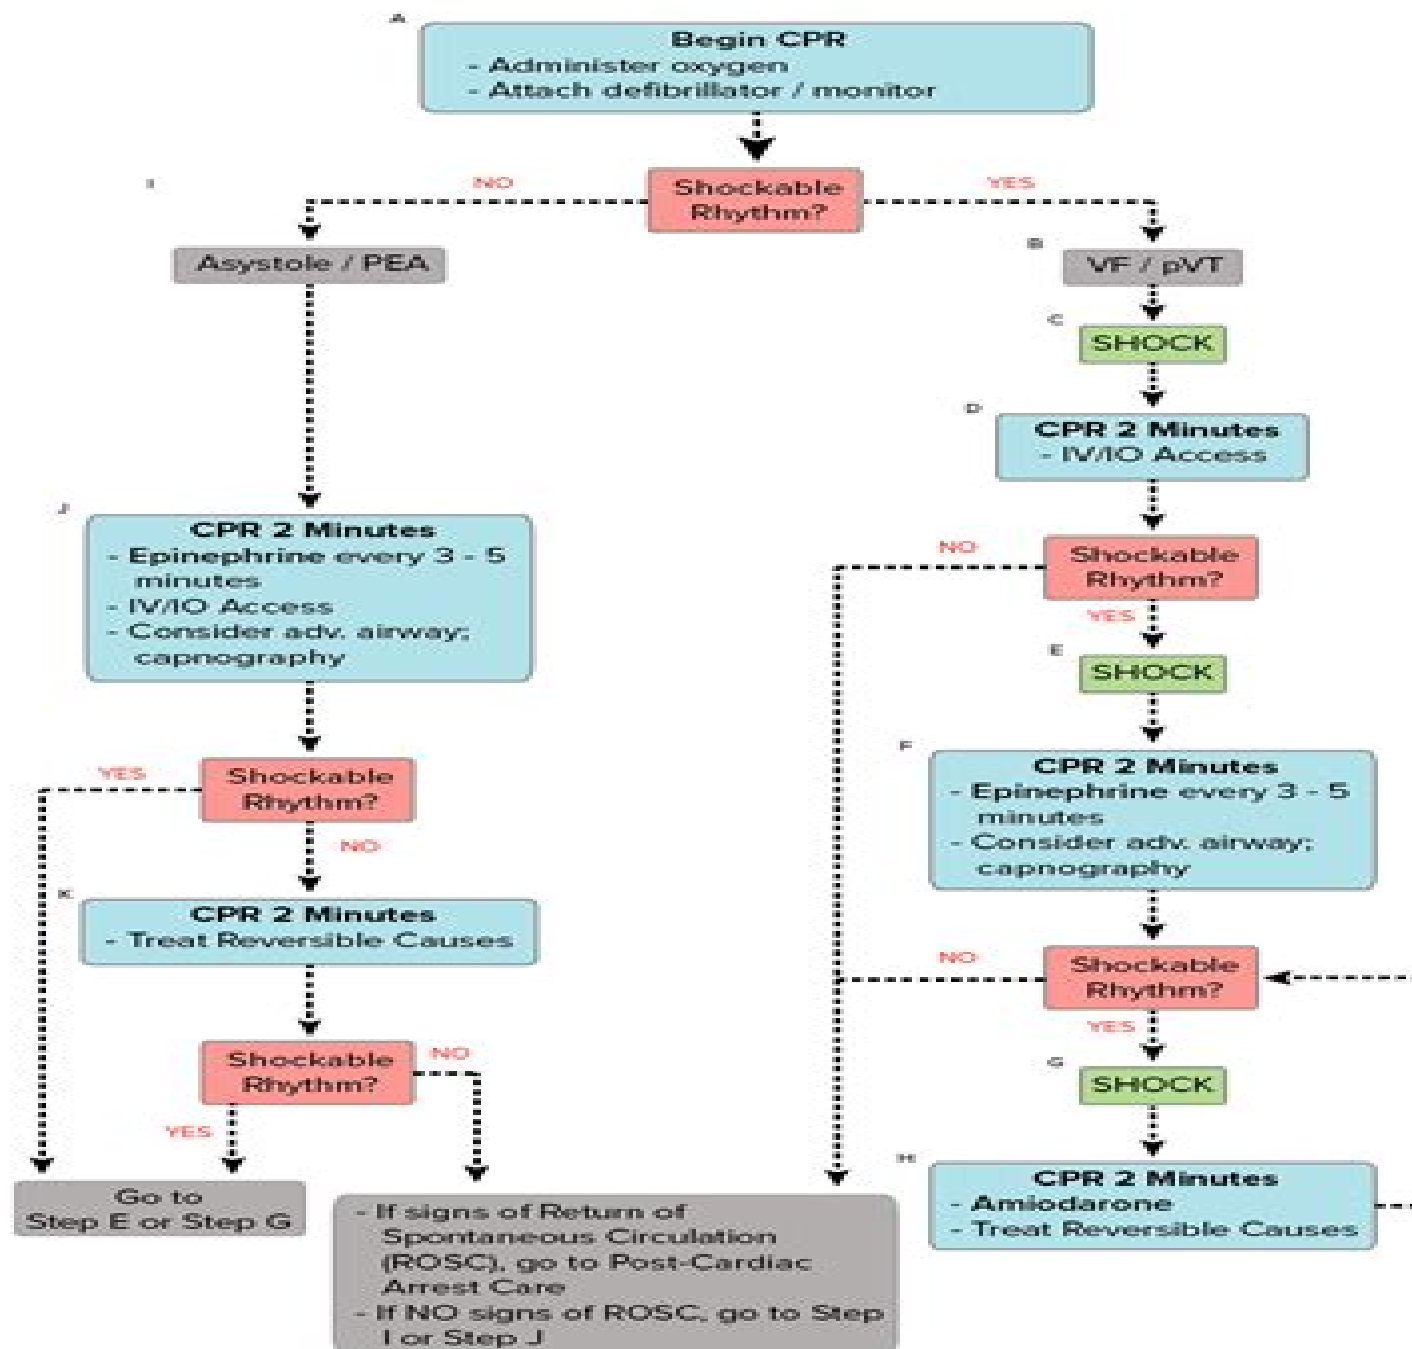 A
Begin CPR
- Administer oxygen
- Attach defibrillator / monitor
Shockable
Rhythm?
NO
YES
I
Asystole / PEA
B
VF / pVT
C
SHOCK
D
CPR 2 Minutes
- IV/IO Access
Shockable
Rhythm?
NO
YES
E
SHOCK
F
CPR 2 Minutes
- Epinephrine every 3 - 5
minutes
- Consider adv. airway;
capnography
Shockable
Rhythm?
NO
YES
G
SHOCK
H
CPR 2 Minutes
- Amiodarone
- Treat Reversible Causes
J
CPR 2 Minutes
- Epinephrine every 3 - 5
minutes
- IV/IO Access
- Consider adv. airway;
capnography
Shockable
Rhythm?
YES
NO
K
CPR 2 Minutes
- Treat Reversible Causes
Shockable
Rhythm?
NO
YES
Go to
Step E or Step G
- If signs of Return of
Spontaneous Circulation
(ROSC), go to Post-Cardiac
Arrest Care
- If NO signs of ROSC, go to Step
I or Step J